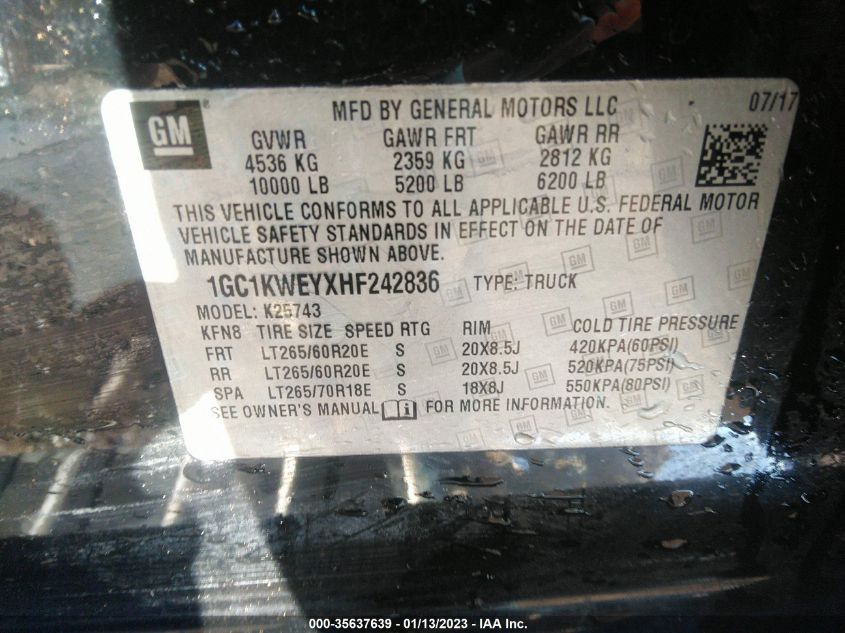 GM ®
MFD BY GENERAL MOTORS LLC 07/17
GVWR GAWR FRT GAWR RR
4536 KG 2359 KG 2812 KG
10000 LB 5200 LB 6200 LB
THIS VEHICLE CONFORMS TO ALL APPLICABLE U.S. FEDERAL MOTOR
VEHICLE SAFETY STANDARDS IN EFFECT ON THE DATE OF
MANUFACTURE SHOWN ABOVE.
1GC1KWEYXHF242836 TYPE: TRUCK
MODEL: K25743
KFN8 TIRE SIZE SPEED RTG RIM COLD TIRE PRESSURE
FRT LT265/60R20E S 20X8.5J 420KPA(60PSI)
RR LT265/60R20E S 20X8.5J 520KPA(75PSI)
SPA LT265/70R18E S 18X8J 550KPA(80PSI)
SEE OWNER'S MANUAL FOR MORE INFORMATION.
000-35637639 - 01/13/2023 - IAA Inc.